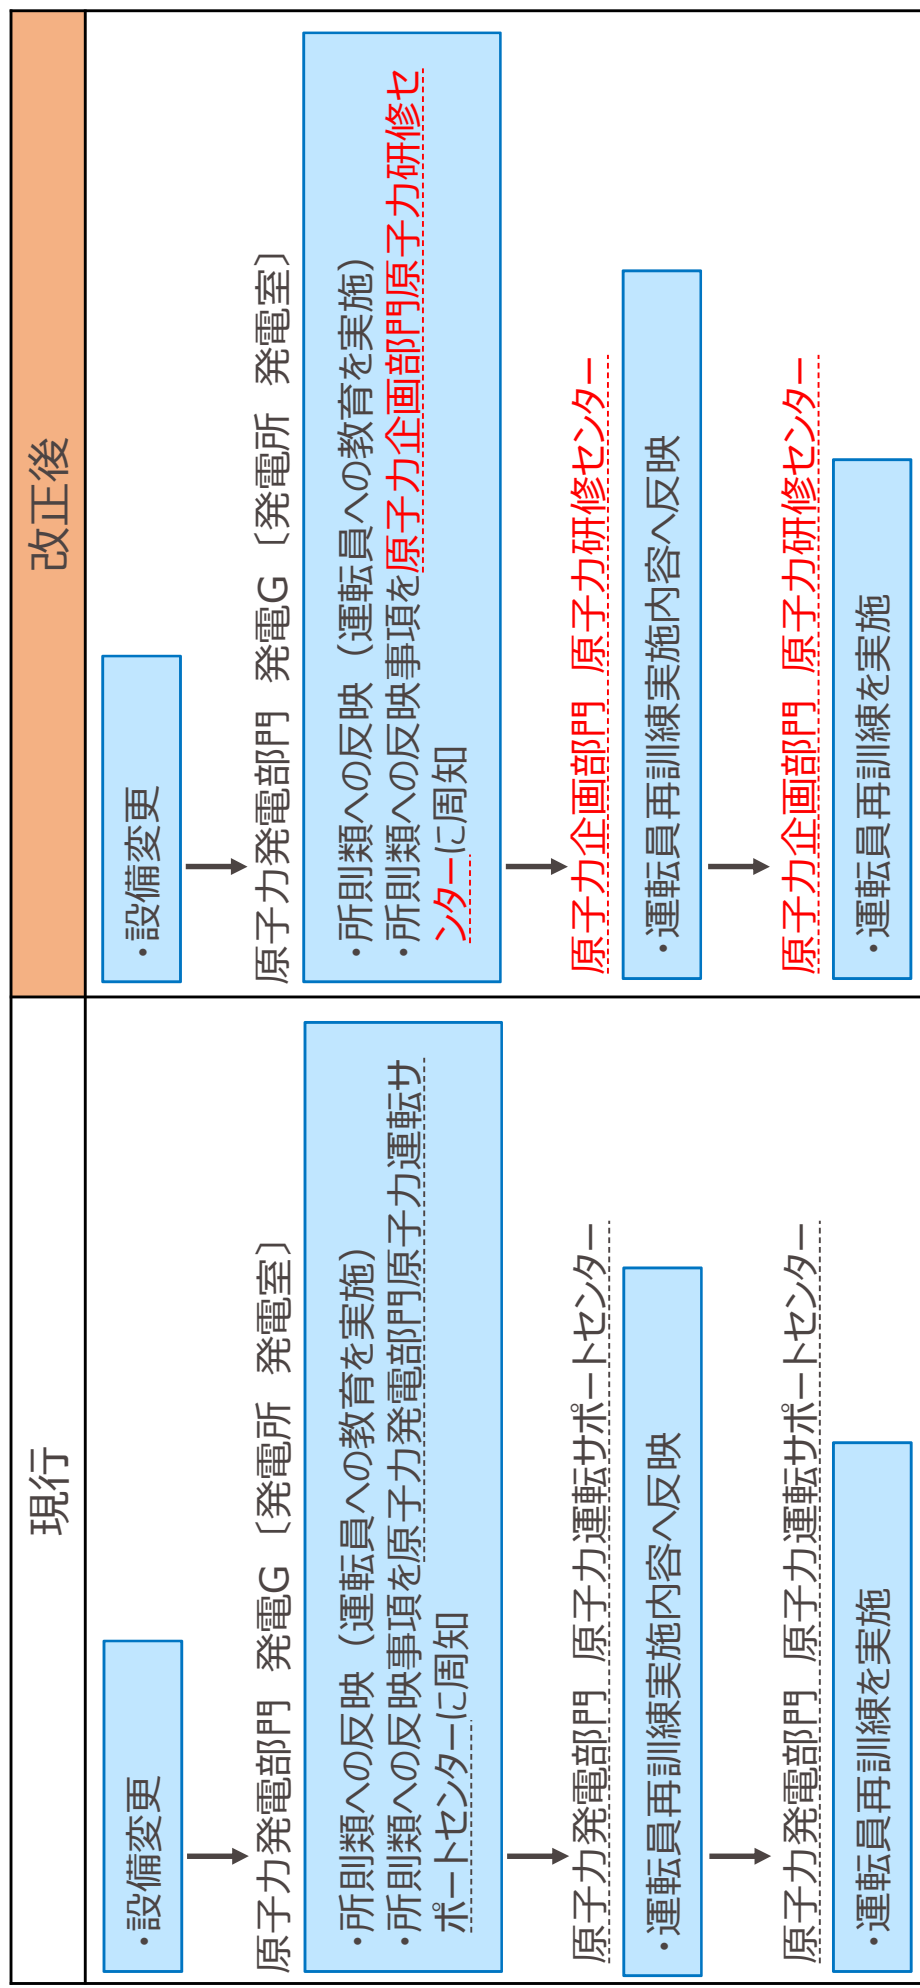 現行
・設備変更
原子力発電部門 発電G〔発電所 発電室〕
・所則類への反映（運転員への教育を実施）
・所則類への反映事項を原子力発電部門原子力運転サ
ポートセンターに周知
原子力発電部門 原子力運転サポートセンター
・運転員再訓練実施内容へ反映
原子力発電部門 原子力運転サポートセンター
・運転員再訓練を実施
改正後
・設備変更
原子力発電部門 発電G〔発電所 発電室〕
・所則類への反映（運転員への教育を実施）
・所則類への反映事項を原子力企画部門原子力研修セ
ンターに周知
原子力企画部門 原子力研修センター
・運転員再訓練実施内容へ反映
原子力企画部門 原子力研修センター
・運転員再訓練を実施